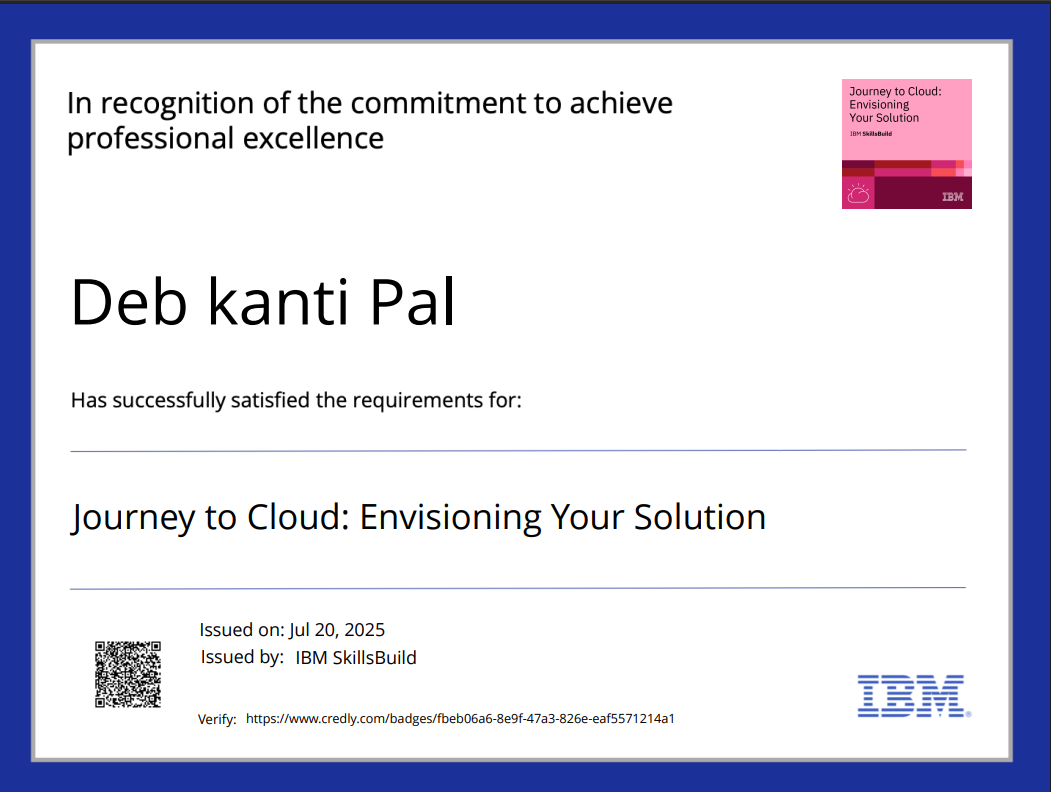 In recognition of the commitment to achieve
professional excellence
Journey to Cloud:
Envisioning
Your Solution
IBM SkillsBuild
IBM
Deb kanti Pal
Has successfully satisfied the requirements for:
Journey to Cloud: Envisioning Your Solution
Issued on: Jul 20, 2025
Issued by: IBM SkillsBuild
Verify: https://www.credly.com/badges/fbeb06a6-8e9f-47a3-826e-eaf5571214a1
IBM®